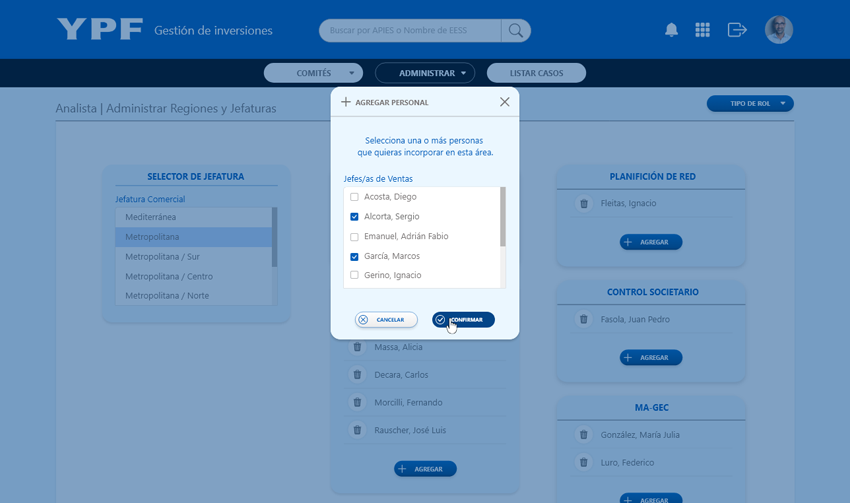 YPF
Gestión de inversiones
Buscar por APIES o Nombre de EESS
COMITÉS
ADMINISTRAR
LISTAR CASOS
Analista | Administrar Regiones y Jefaturas
TIPO DE ROL
AGREGAR PERSONAL
Selecciona una o más personas
que quieras incorporar en esta área.
Jefes/as de Ventas
Acosta, Diego
Alcorta, Sergio
Emanuel, Adrián Fabio
García, Marcos
Gerino, Ignacio
CANCELAR
CONFIRMAR
SELECTOR DE JEFATURA
Jefatura Comercial
Mediterránea
Metropolitana
Metropolitana / Sur
Metropolitana / Centro
Metropolitana / Norte
Massa, Alicia
Decara, Carlos
Morcilli, Fernando
Rauscher, José Luis
AGREGAR
PLANIFICIÓN DE RED
Fleitas, Ignacio
AGREGAR
CONTROL SOCIETARIO
Fasola, Juan Pedro
AGREGAR
MA-GEC
González, María Julia
Luro, Federico
AGREGAR